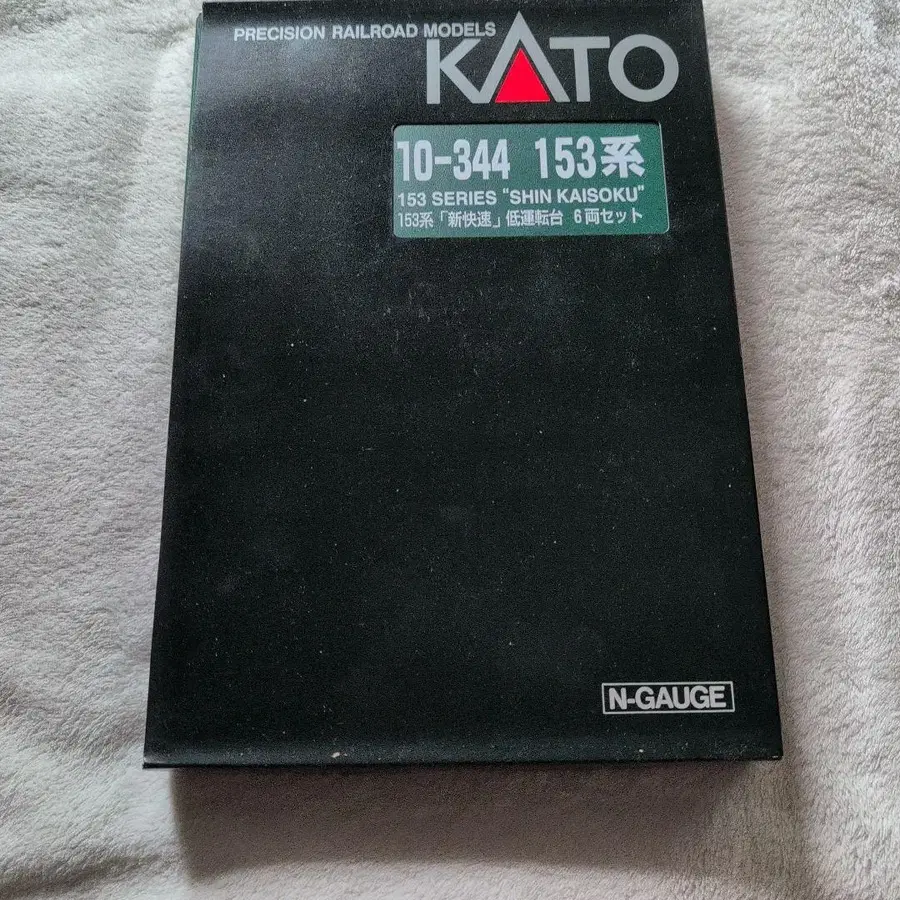 PRECISION RAILROAD MODELS
KATO
10-344 153系
153 SERIES "SHIN KAISOKU"
153系「新快速」低運転台 6両セット
N-GAUGE